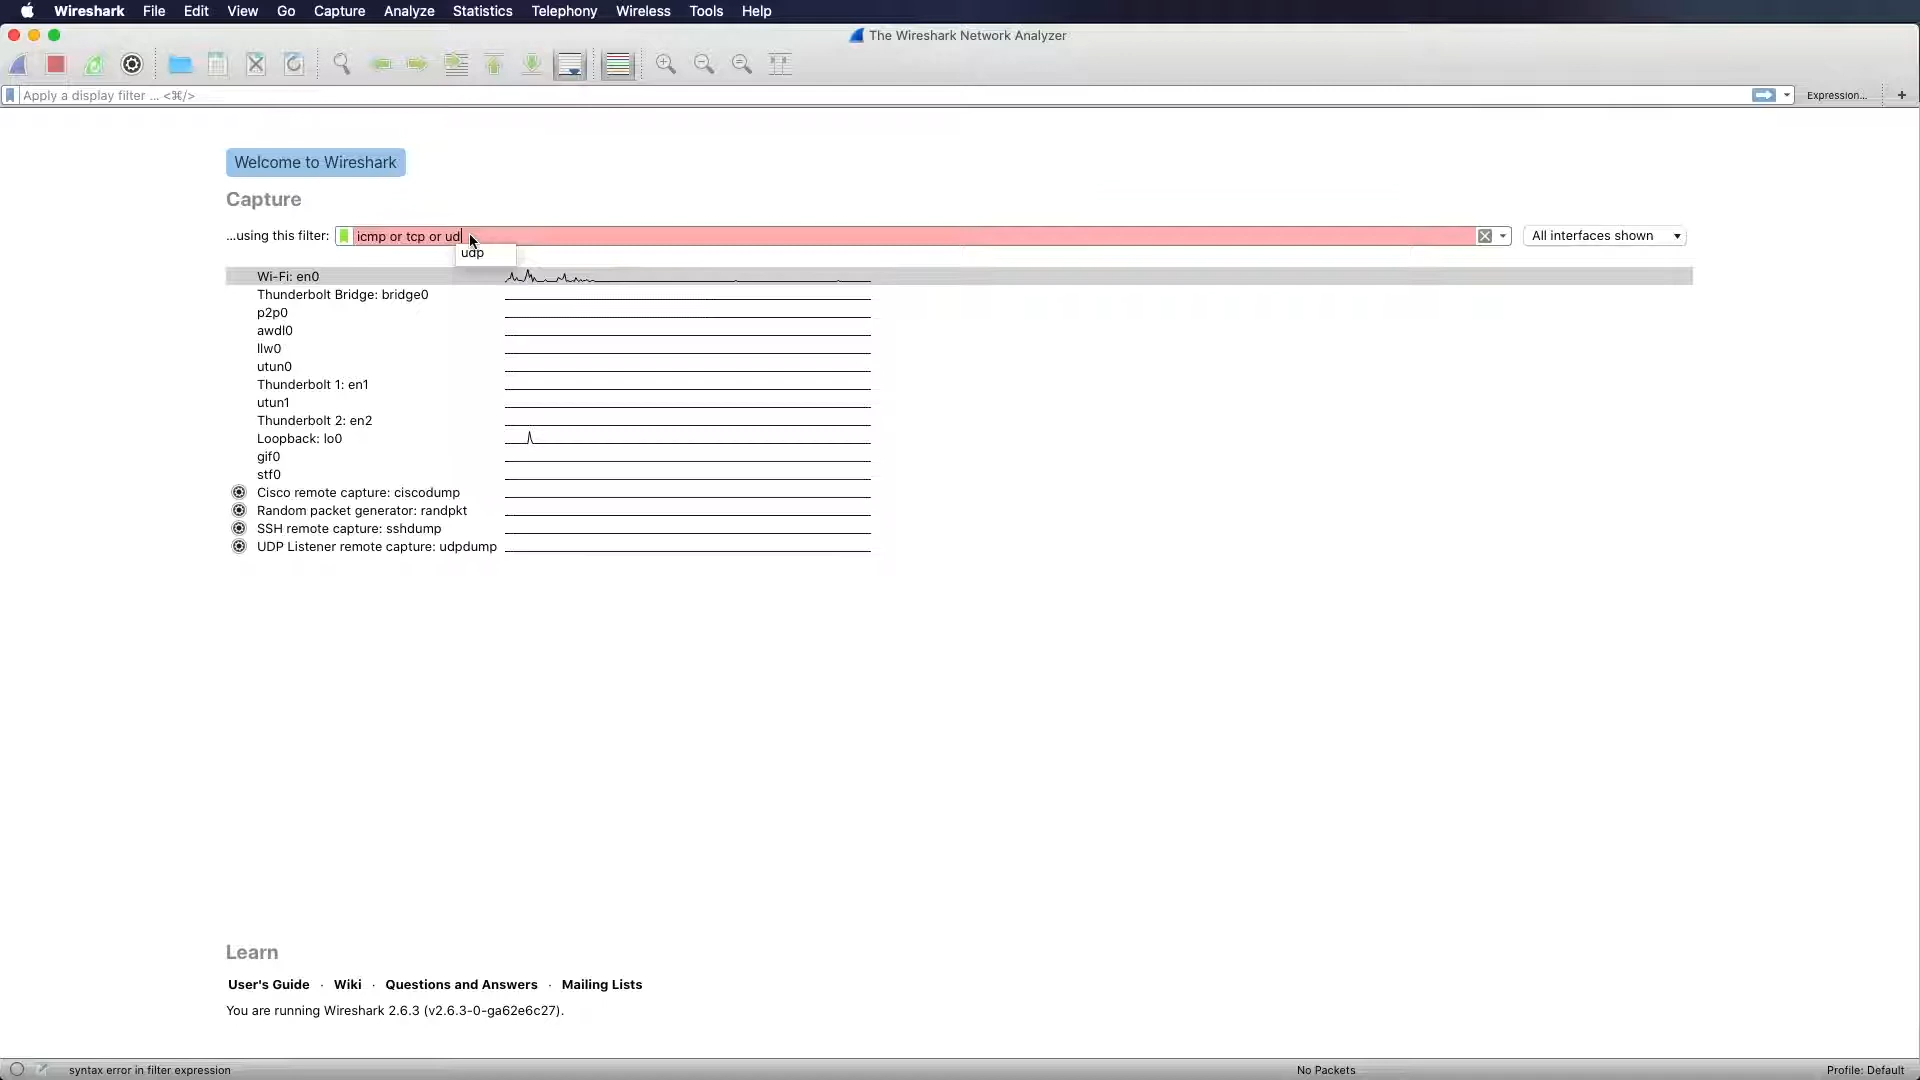 Wireshark File Edit View Go Capture Analyze Statistics Telephony Wireless Tools Help
The Wireshark Network Analyzer
Apply a display filter ... <⌘/>
Expression...
+
Welcome to Wireshark
Capture
...using this filter:
icmp or tcp or ud
All interfaces shown
udp
Wi-Fi: en0
Thunderbolt Bridge: bridge0
p2p0
awdl0
llw0
utun0
Thunderbolt 1: en1
utun1
Thunderbolt 2: en2
Loopback: lo0
gif0
stf0
Cisco remote capture: ciscodump
Random packet generator: randpkt
SSH remote capture: sshdump
UDP Listener remote capture: udpdump
Learn
User's Guide · Wiki · Questions and Answers · Mailing Lists
You are running Wireshark 2.6.3 (v2.6.3-0-ga62e6c27).
syntax error in filter expression
No Packets
Profile: Default